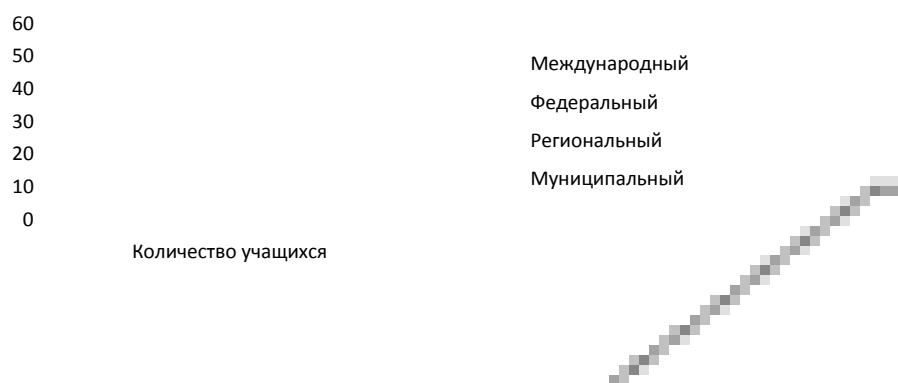 60
50
40
30
20
10
0
Количество учащихся
Международный
Федеральный
Региональный
Муниципальный